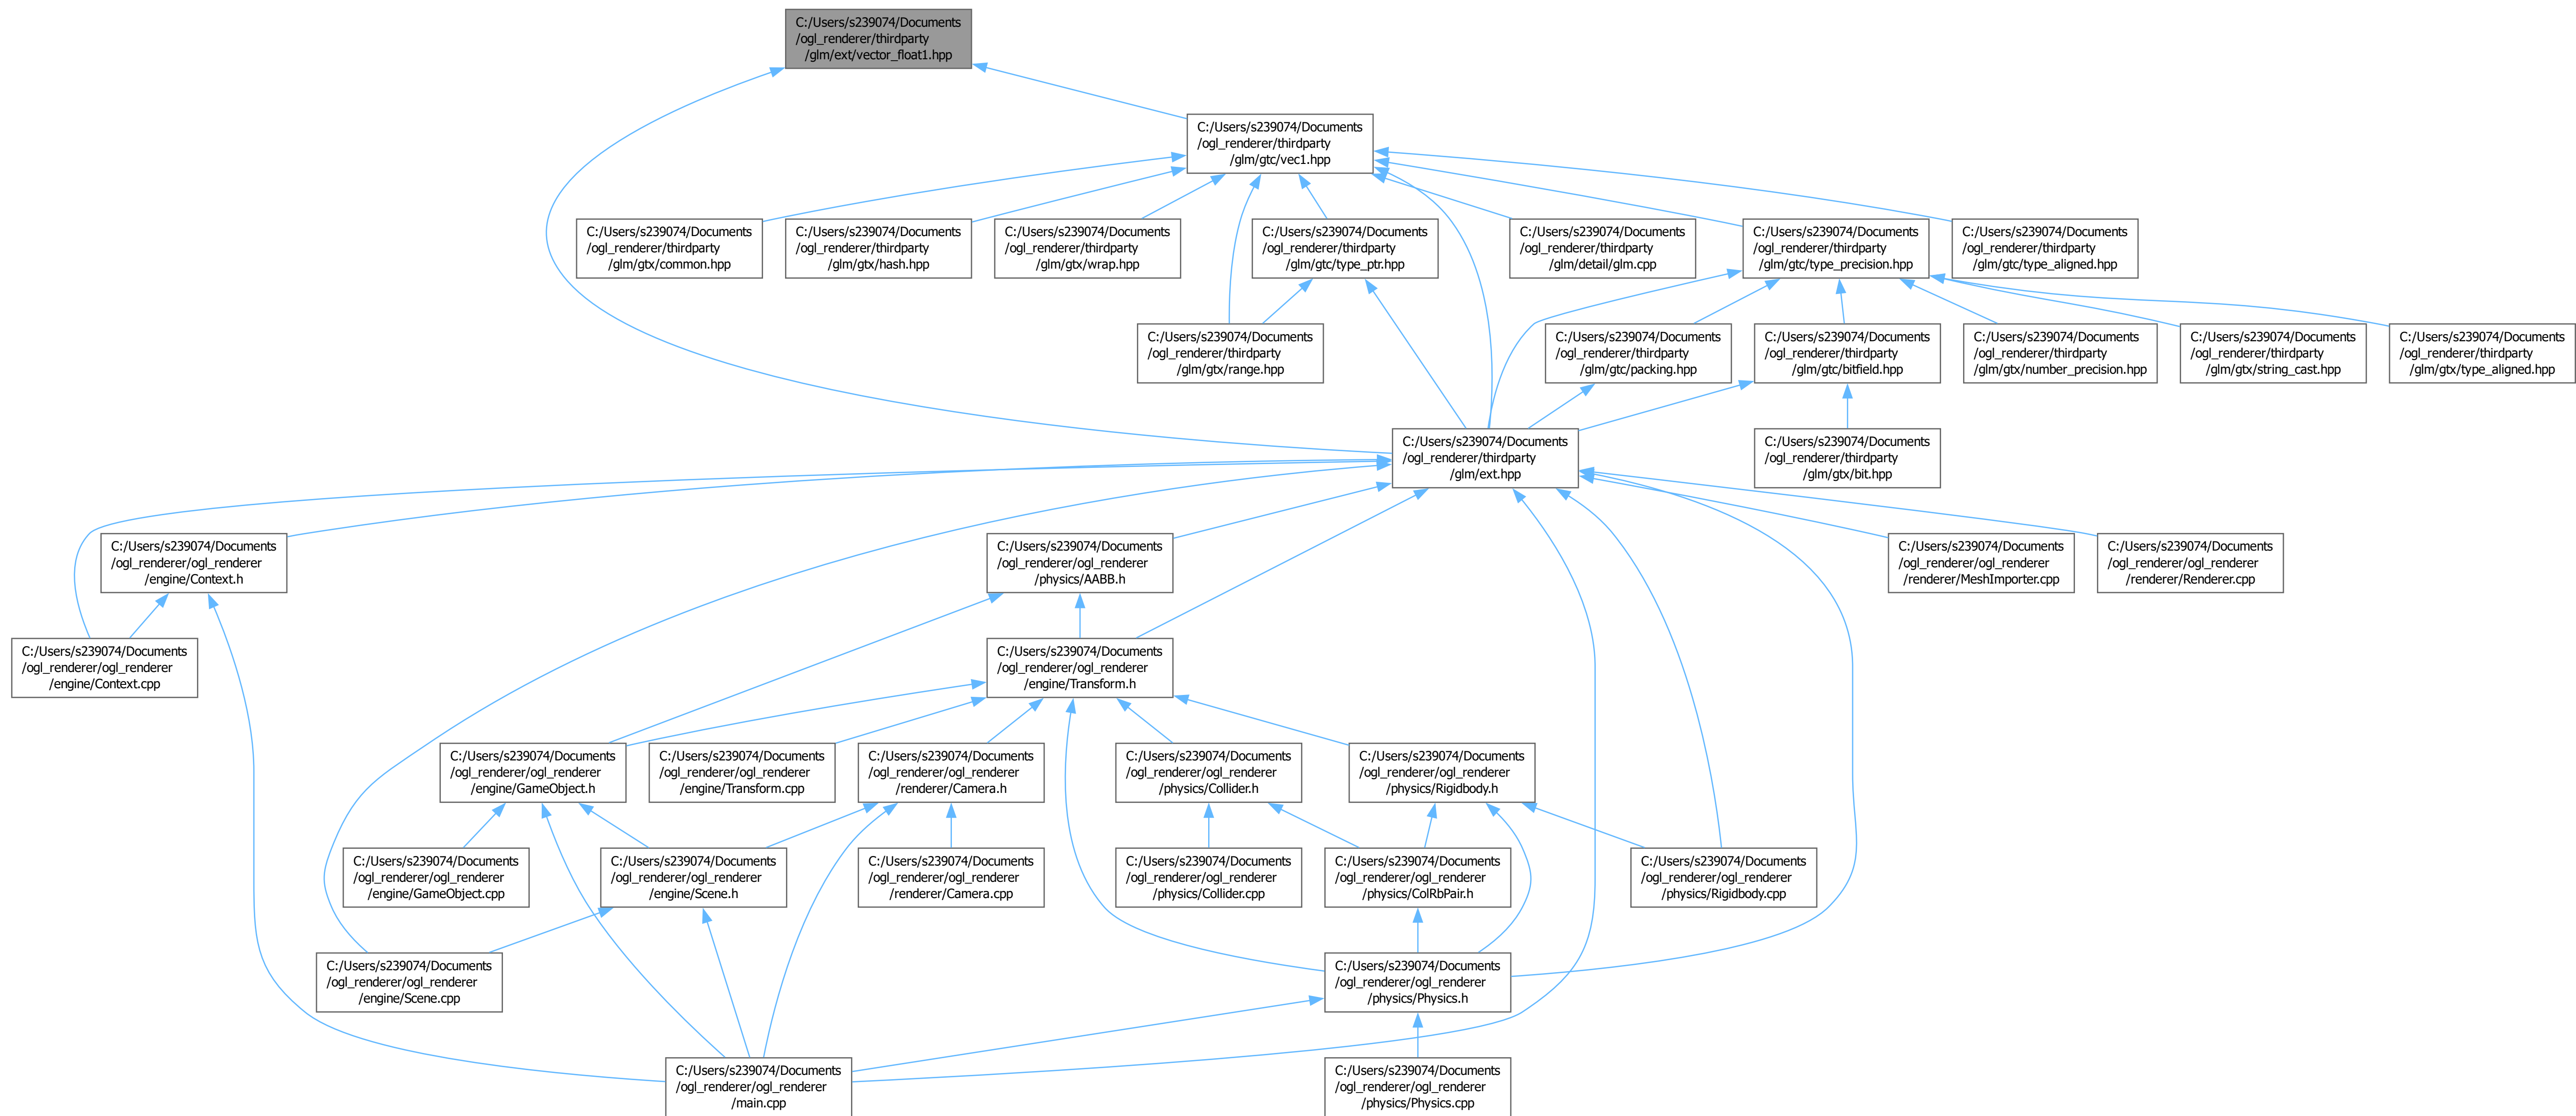 C:/Users/s239074/Documents
/ogl_renderer/thirdparty
/glm/ext/vector_float1.hpp
C:/Users/s239074/Documents
/ogl_renderer/thirdparty
/glm/gtc/vec1.hpp
C:/Users/s239074/Documents
/ogl_renderer/thirdparty
/glm/gtx/common.hpp
C:/Users/s239074/Documents
/ogl_renderer/thirdparty
/glm/gtx/hash.hpp
C:/Users/s239074/Documents
/ogl_renderer/thirdparty
/glm/gtx/wrap.hpp
C:/Users/s239074/Documents
/ogl_renderer/thirdparty
/glm/gtc/type_ptr.hpp
C:/Users/s239074/Documents
/ogl_renderer/thirdparty
/glm/detail/glm.cpp
C:/Users/s239074/Documents
/ogl_renderer/thirdparty
/glm/gtc/type_precision.hpp
C:/Users/s239074/Documents
/ogl_renderer/thirdparty
/glm/gtc/type_aligned.hpp
C:/Users/s239074/Documents
/ogl_renderer/thirdparty
/glm/gtx/range.hpp
C:/Users/s239074/Documents
/ogl_renderer/thirdparty
/glm/gtc/packing.hpp
C:/Users/s239074/Documents
/ogl_renderer/thirdparty
/glm/gtc/bitfield.hpp
C:/Users/s239074/Documents
/ogl_renderer/thirdparty
/glm/gtx/number_precision.hpp
C:/Users/s239074/Documents
/ogl_renderer/thirdparty
/glm/gtx/string_cast.hpp
C:/Users/s239074/Documents
/ogl_renderer/thirdparty
/glm/gtx/type_aligned.hpp
C:/Users/s239074/Documents
/ogl_renderer/thirdparty
/glm/ext.hpp
C:/Users/s239074/Documents
/ogl_renderer/thirdparty
/glm/gtx/bit.hpp
C:/Users/s239074/Documents
/ogl_renderer/ogl_renderer
/engine/Context.h
C:/Users/s239074/Documents
/ogl_renderer/ogl_renderer
/physics/AABB.h
C:/Users/s239074/Documents
/ogl_renderer/ogl_renderer
/renderer/MeshImporter.cpp
C:/Users/s239074/Documents
/ogl_renderer/ogl_renderer
/renderer/Renderer.cpp
C:/Users/s239074/Documents
/ogl_renderer/ogl_renderer
/engine/Context.cpp
C:/Users/s239074/Documents
/ogl_renderer/ogl_renderer
/engine/Transform.h
C:/Users/s239074/Documents
/ogl_renderer/ogl_renderer
/engine/GameObject.h
C:/Users/s239074/Documents
/ogl_renderer/ogl_renderer
/engine/Transform.cpp
C:/Users/s239074/Documents
/ogl_renderer/ogl_renderer
/renderer/Camera.h
C:/Users/s239074/Documents
/ogl_renderer/ogl_renderer
/physics/Collider.h
C:/Users/s239074/Documents
/ogl_renderer/ogl_renderer
/physics/Rigidbody.h
C:/Users/s239074/Documents
/ogl_renderer/ogl_renderer
/engine/GameObject.cpp
C:/Users/s239074/Documents
/ogl_renderer/ogl_renderer
/engine/Scene.h
C:/Users/s239074/Documents
/ogl_renderer/ogl_renderer
/renderer/Camera.cpp
C:/Users/s239074/Documents
/ogl_renderer/ogl_renderer
/physics/Collider.cpp
C:/Users/s239074/Documents
/ogl_renderer/ogl_renderer
/physics/ColRbPair.h
C:/Users/s239074/Documents
/ogl_renderer/ogl_renderer
/physics/Rigidbody.cpp
C:/Users/s239074/Documents
/ogl_renderer/ogl_renderer
/engine/Scene.cpp
C:/Users/s239074/Documents
/ogl_renderer/ogl_renderer
/physics/Physics.h
C:/Users/s239074/Documents
/ogl_renderer/ogl_renderer
/main.cpp
C:/Users/s239074/Documents
/ogl_renderer/ogl_renderer
/physics/Physics.cpp